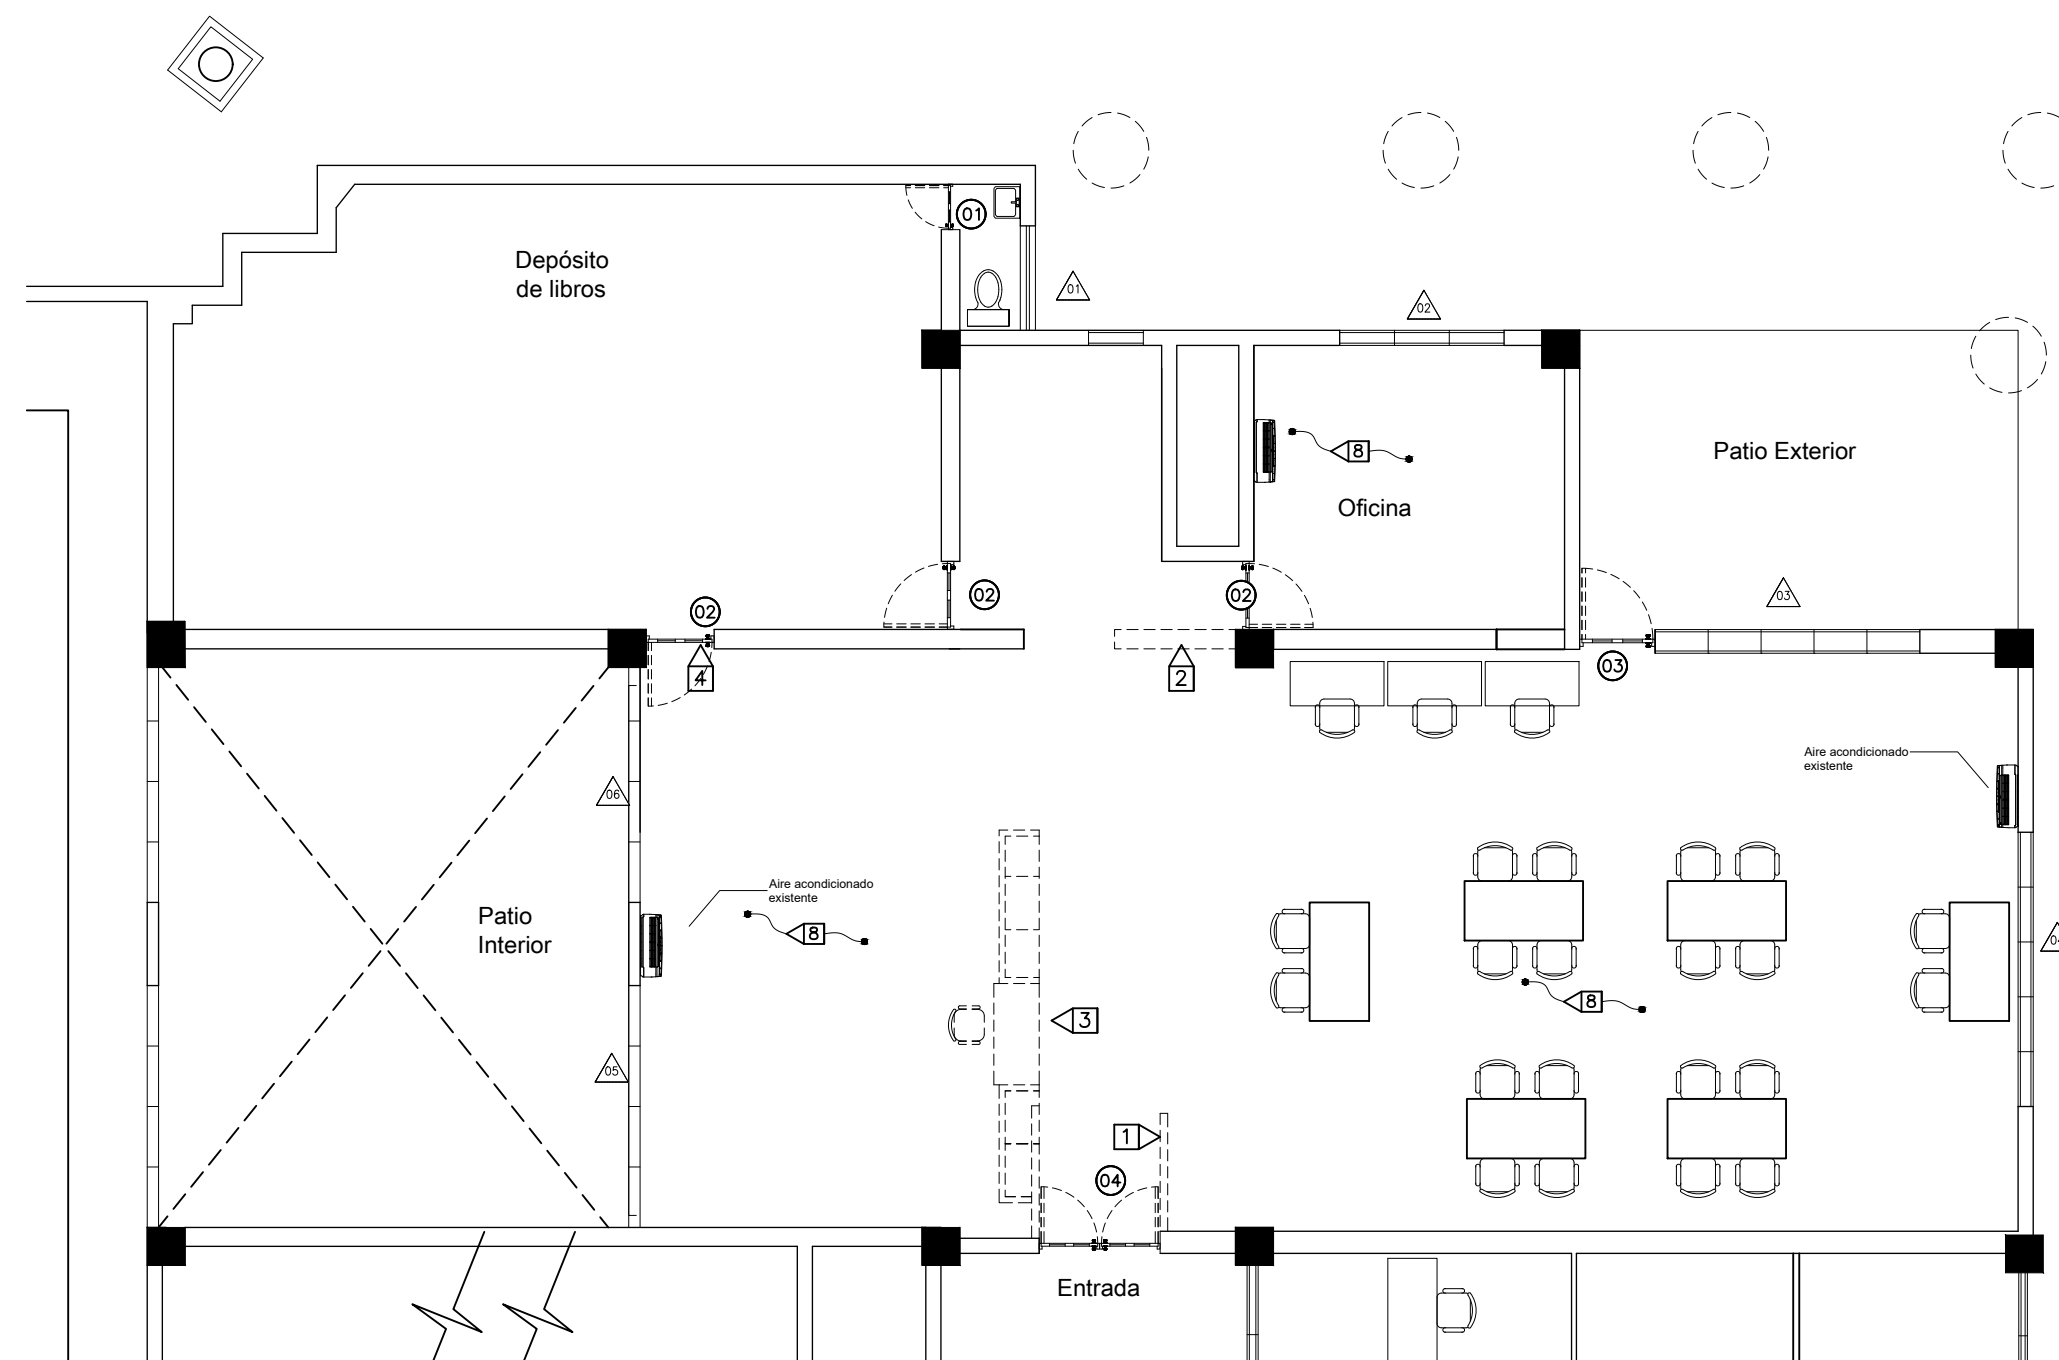 01
Depósito
de libros
01
02
8
Patio Exterior
Oficina
02
02
03
02
4
2
03
Aire acondicionado
existente
06
Aire acondicionado
existente
Patio
Interior
8
04
8
3
05
1
04
Entrada